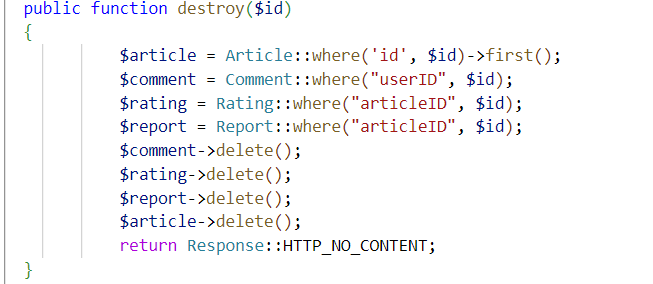 public function destroy($id)
{
$article = Article::where('id', $id)->first();
$comment = Comment::where("userID", $id);
$rating = Rating::where("articleID", $id);
$report = Report::where("articleID", $id);
$comment->delete();
$rating->delete();
$report->delete();
$article->delete();
return Response::HTTP_NO_CONTENT;
}